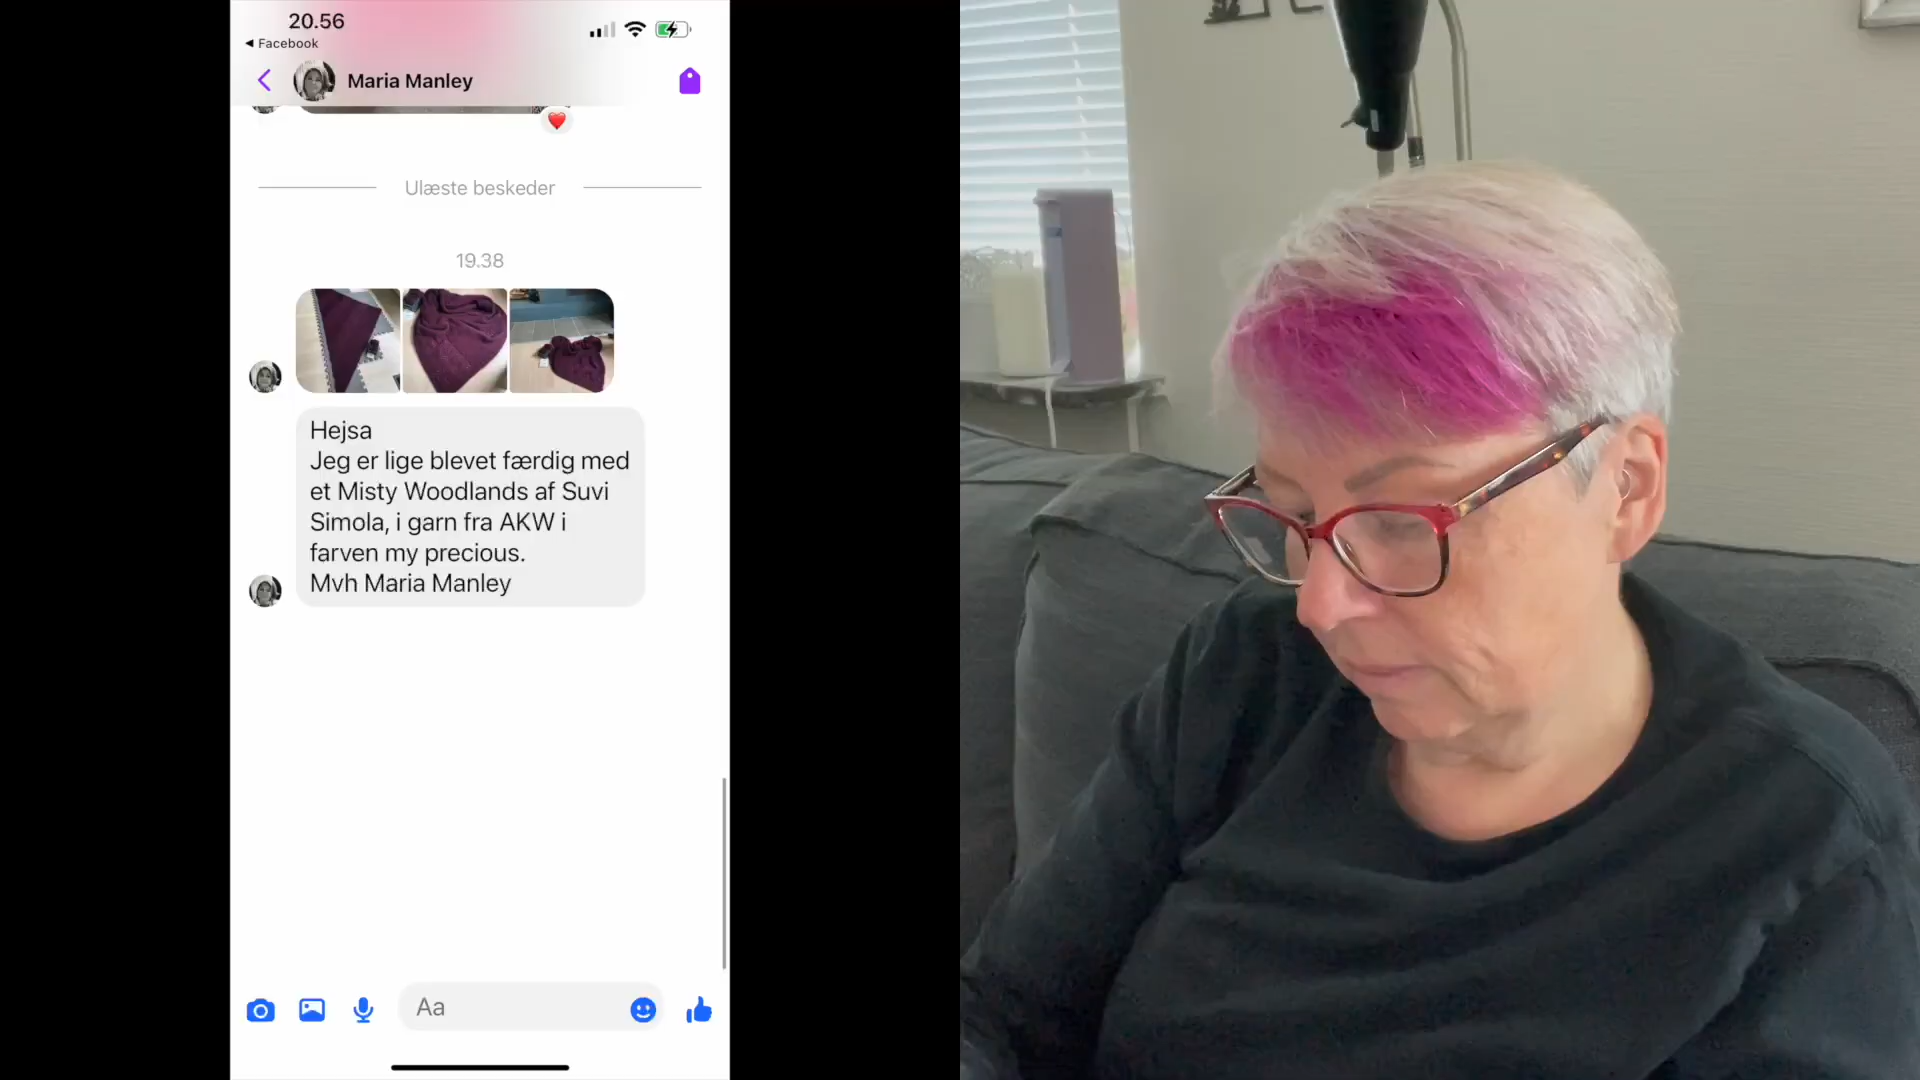 20.56
Facebook
Maria Manley
Ulæste beskeder
19.38
Hejsa
Jeg er lige blevet færdig med
et Misty Woodlands af Suvi
Simola, i garn fra AKW i
farven my precious.
Mvh Maria Manley
Aa